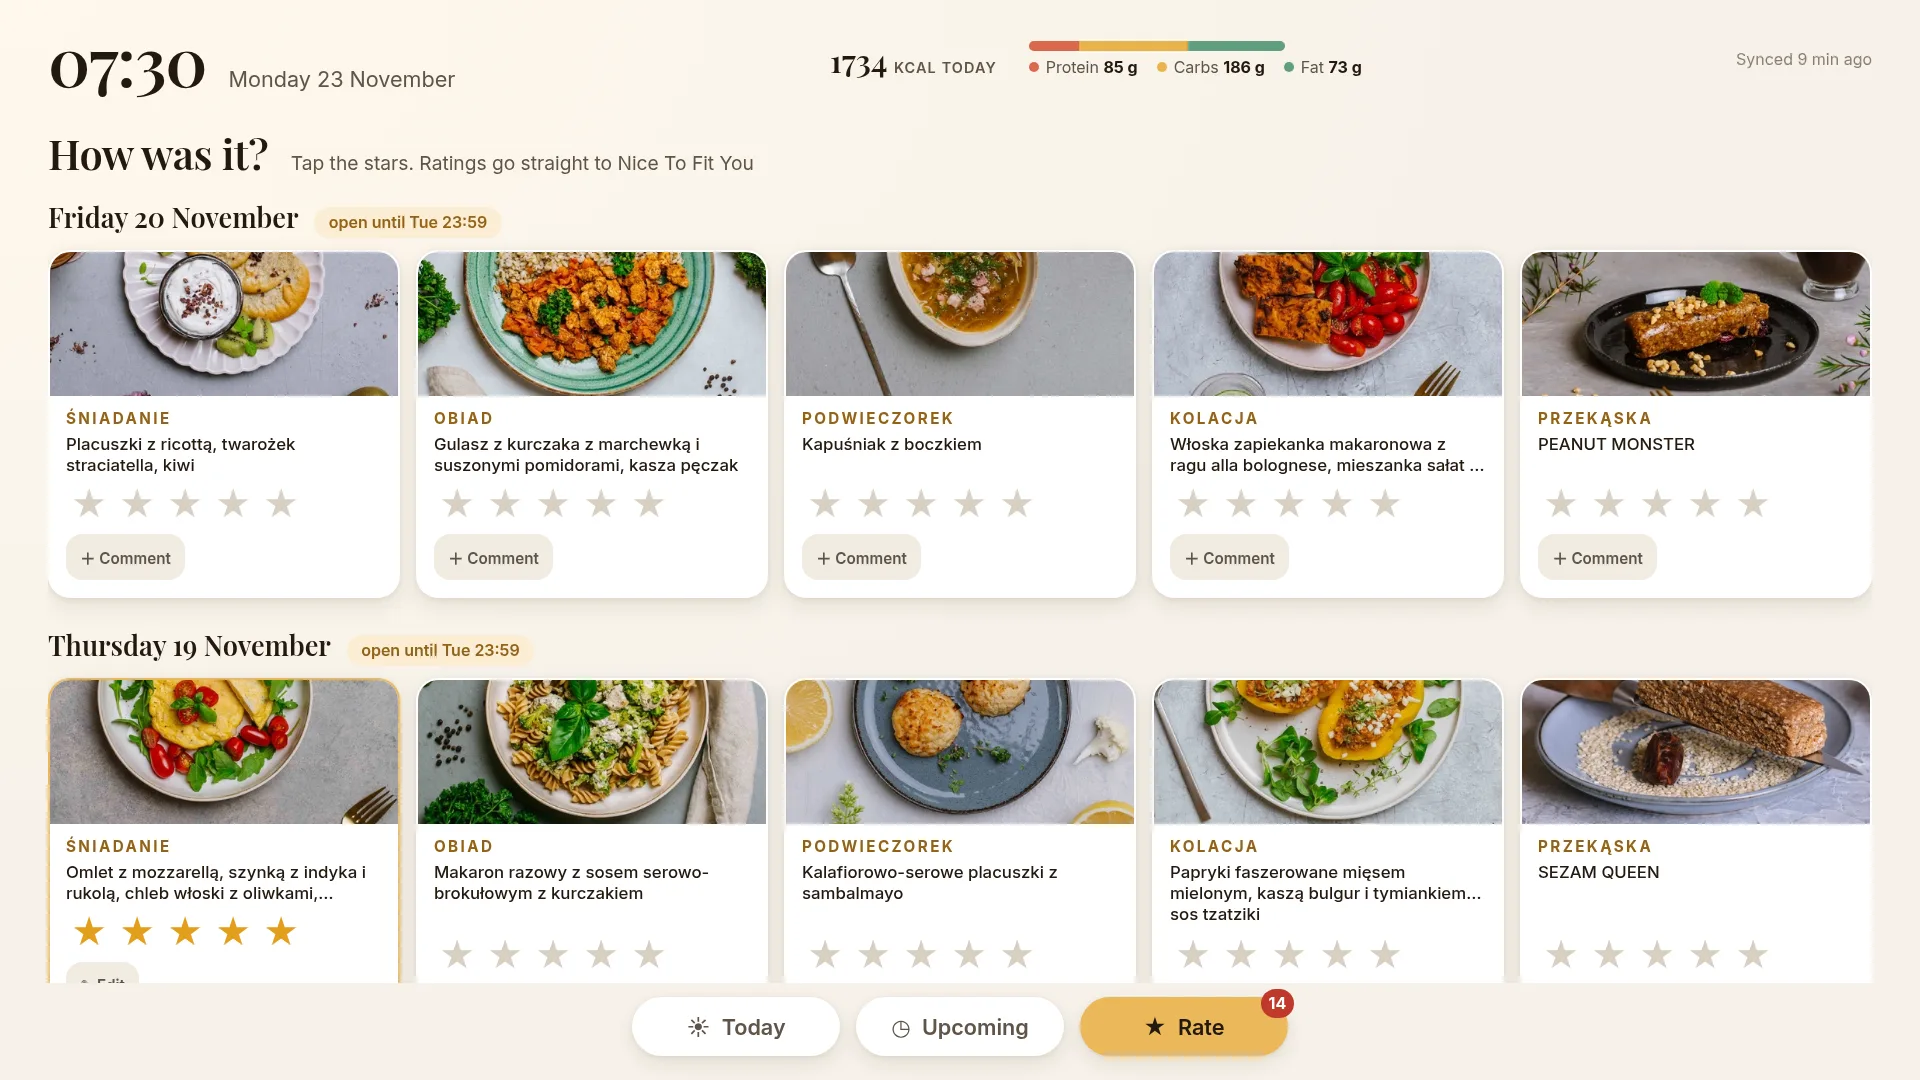 07:30 Monday 23 November
1734 KCAL TODAY
Protein 85 g Carbs 186 g Fat 73 g
Synced 9 min ago
How was it? Tap the stars. Ratings go straight to Nice To Fit You
Friday 20 November open until Tue 23:59
ŚNIADANIE
Placuszki z ricottą, twarożek
straciatella, kiwi
+ Comment
OBIAD
Gulasz z kurczaka z marchewką i
suszonymi pomidorami, kasza pęczak
+ Comment
PODWIECZOREK
Kapuśniak z boczkiem
+ Comment
KOLACJA
Włoska zapiekanka makaronowa z
ragu alla bolognese, mieszanka sałat ...
+ Comment
PRZEKĄSKA
PEANUT MONSTER
+ Comment
Thursday 19 November open until Tue 23:59
ŚNIADANIE
Omlet z mozzarellą, szynką z indyka i
rukolą, chleb włoski z oliwkami,...
Edit
OBIAD
Makaron razowy z sosem serowo-
brokułowym z kurczakiem
PODWIECZOREK
Kalafiorowo-serowe placuszki z
sambalmayo
KOLACJA
Papryki faszerowane mięsem
mielonym, kaszą bulgur i tymiankiem...
sos tzatziki
PRZEKĄSKA
SEZAM QUEEN
Today
Upcoming
Rate
14